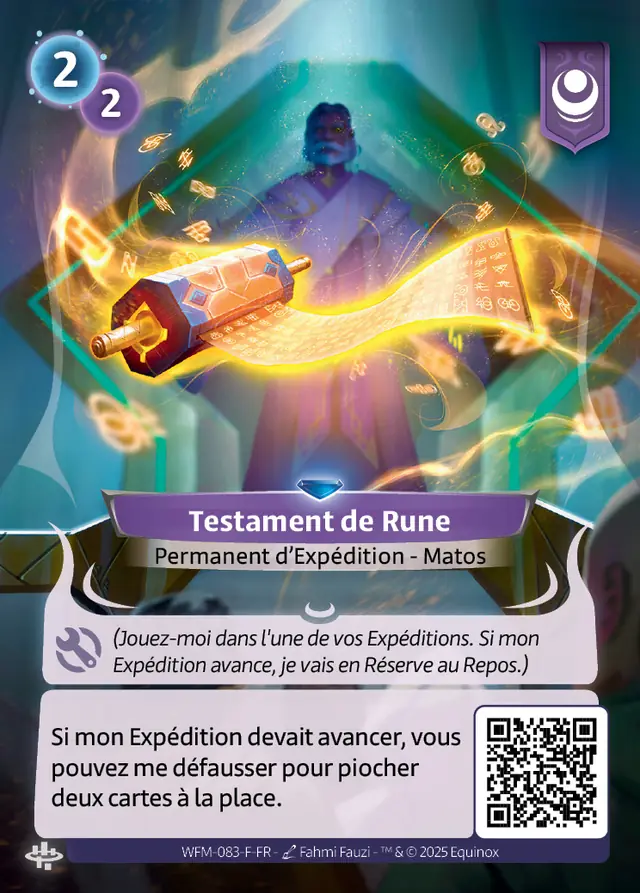 2
2
Testament de Rune
Permanent d’Expédition - Matos
(Jouez-moi dans l'une de vos Expéditions. Si mon
Expédition avance, je vais en Réserve au Repos.)
Si mon Expédition devait avancer, vous
pouvez me défausser pour piocher
deux cartes à la place.
WFM-083-F-FR - Fahmi Fauzi - ™ & © 2025 Equinox